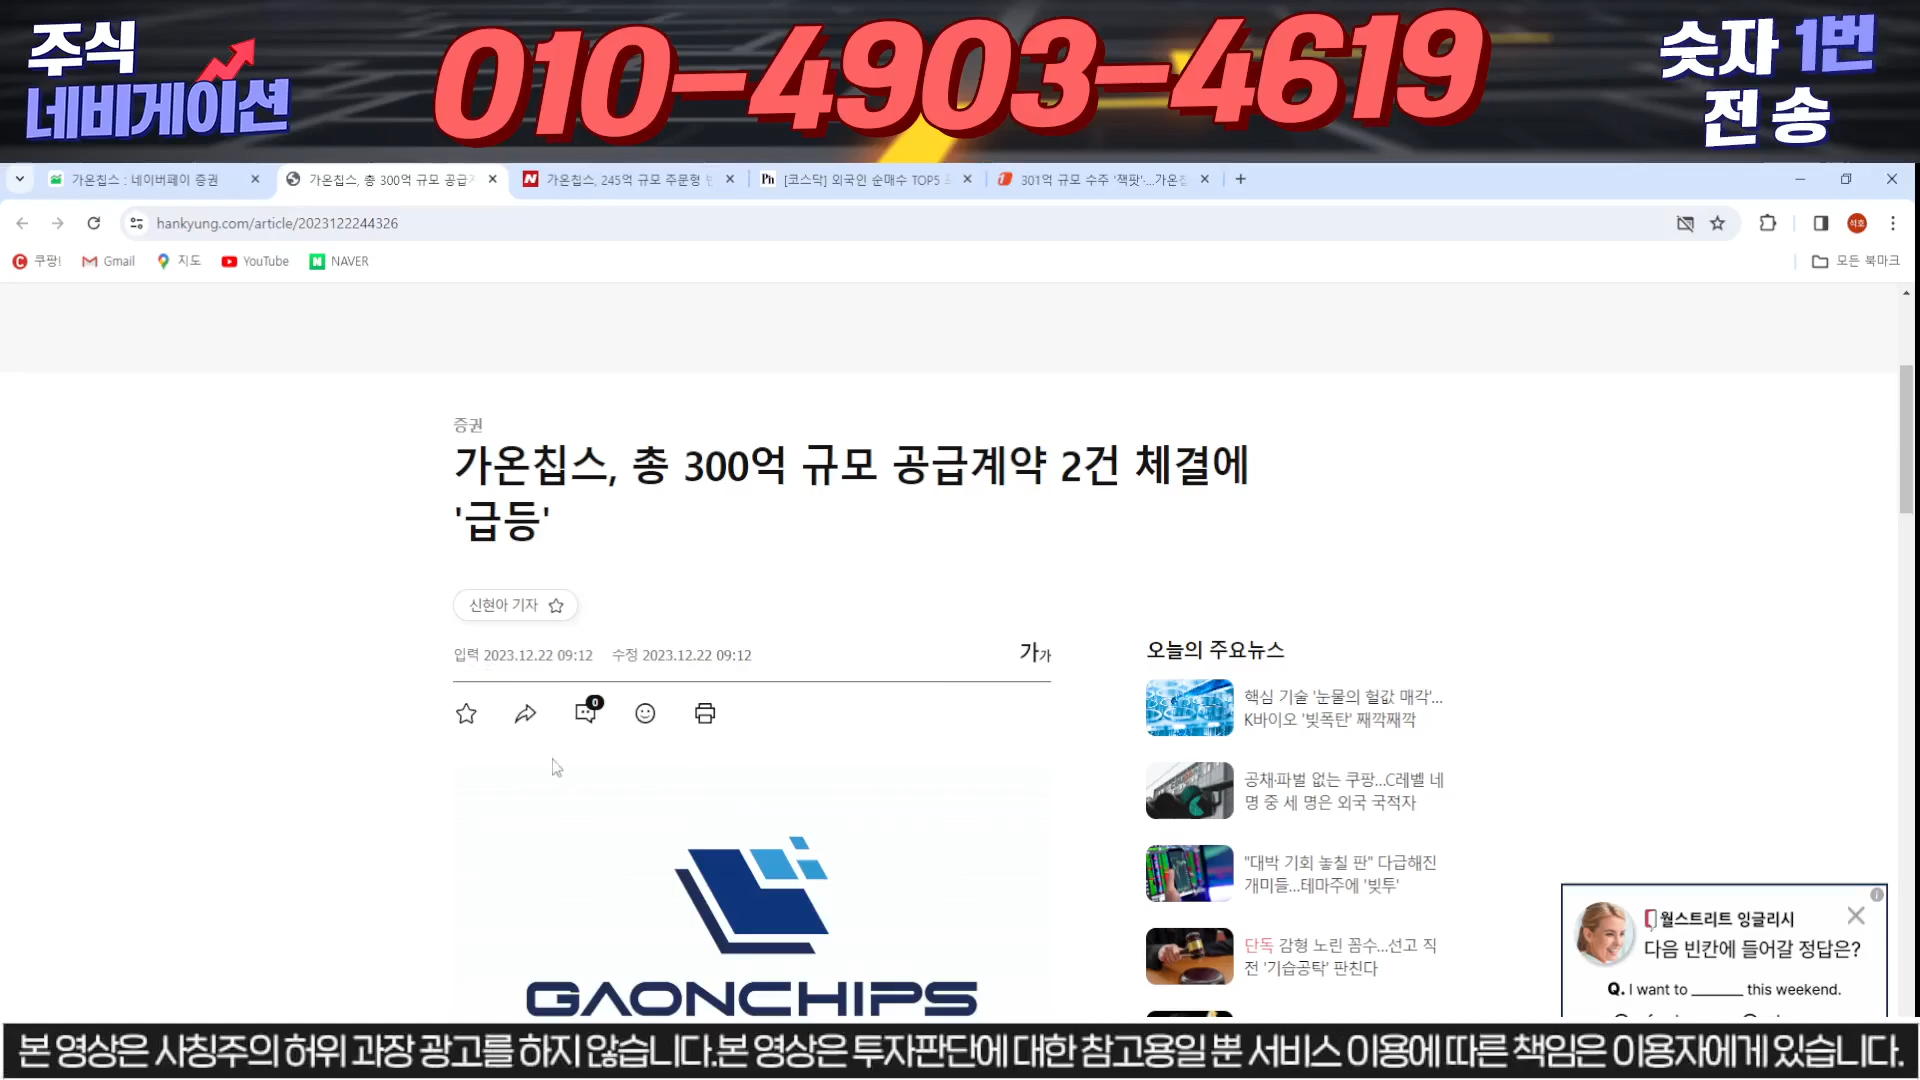 주식
네비게이션
010-4903-4619
숫자 1번
전송
가온칩스 : 네이버페이 증권
가온칩스, 총 300억 규모 공급
가온칩스, 245억 규모 주문형
[코스닥] 외국인 순매수 TOP5
301억 규모 수주 '잭팟'…가온
hankyung.com/article/2023122244326
석호
쿠팡!
Gmail
지도
YouTube
NAVER
모든 북마크
증권
가온칩스, 총 300억 규모 공급계약 2건 체결에
'급등'
신현아 기자
입력 2023.12.22 09:12 수정 2023.12.22 09:12
가가
0
오늘의 주요뉴스
핵심 기술 '눈물의 헐값 매각'...
K바이오 '빚폭탄' 째깍째깍
공채·파벌 없는 쿠팡...C레벨 네
명 중 세 명은 외국 국적자
"대박 기회 놓칠 판" 다급해진
개미들...테마주에 '빚투'
단독 감형 노린 꼼수...선고 직
전 '기습공탁' 판친다
GAONCHIPS
월스트리트 잉글리시
다음 빈칸에 들어갈 정답은?
Q. I want to ______ this weekend.
본 영상은 사칭주의 허위 과장 광고를 하지 않습니다.본 영상은 투자판단에 대한 참고용일 뿐 서비스 이용에 따른 책임은 이용자에게 있습니다.